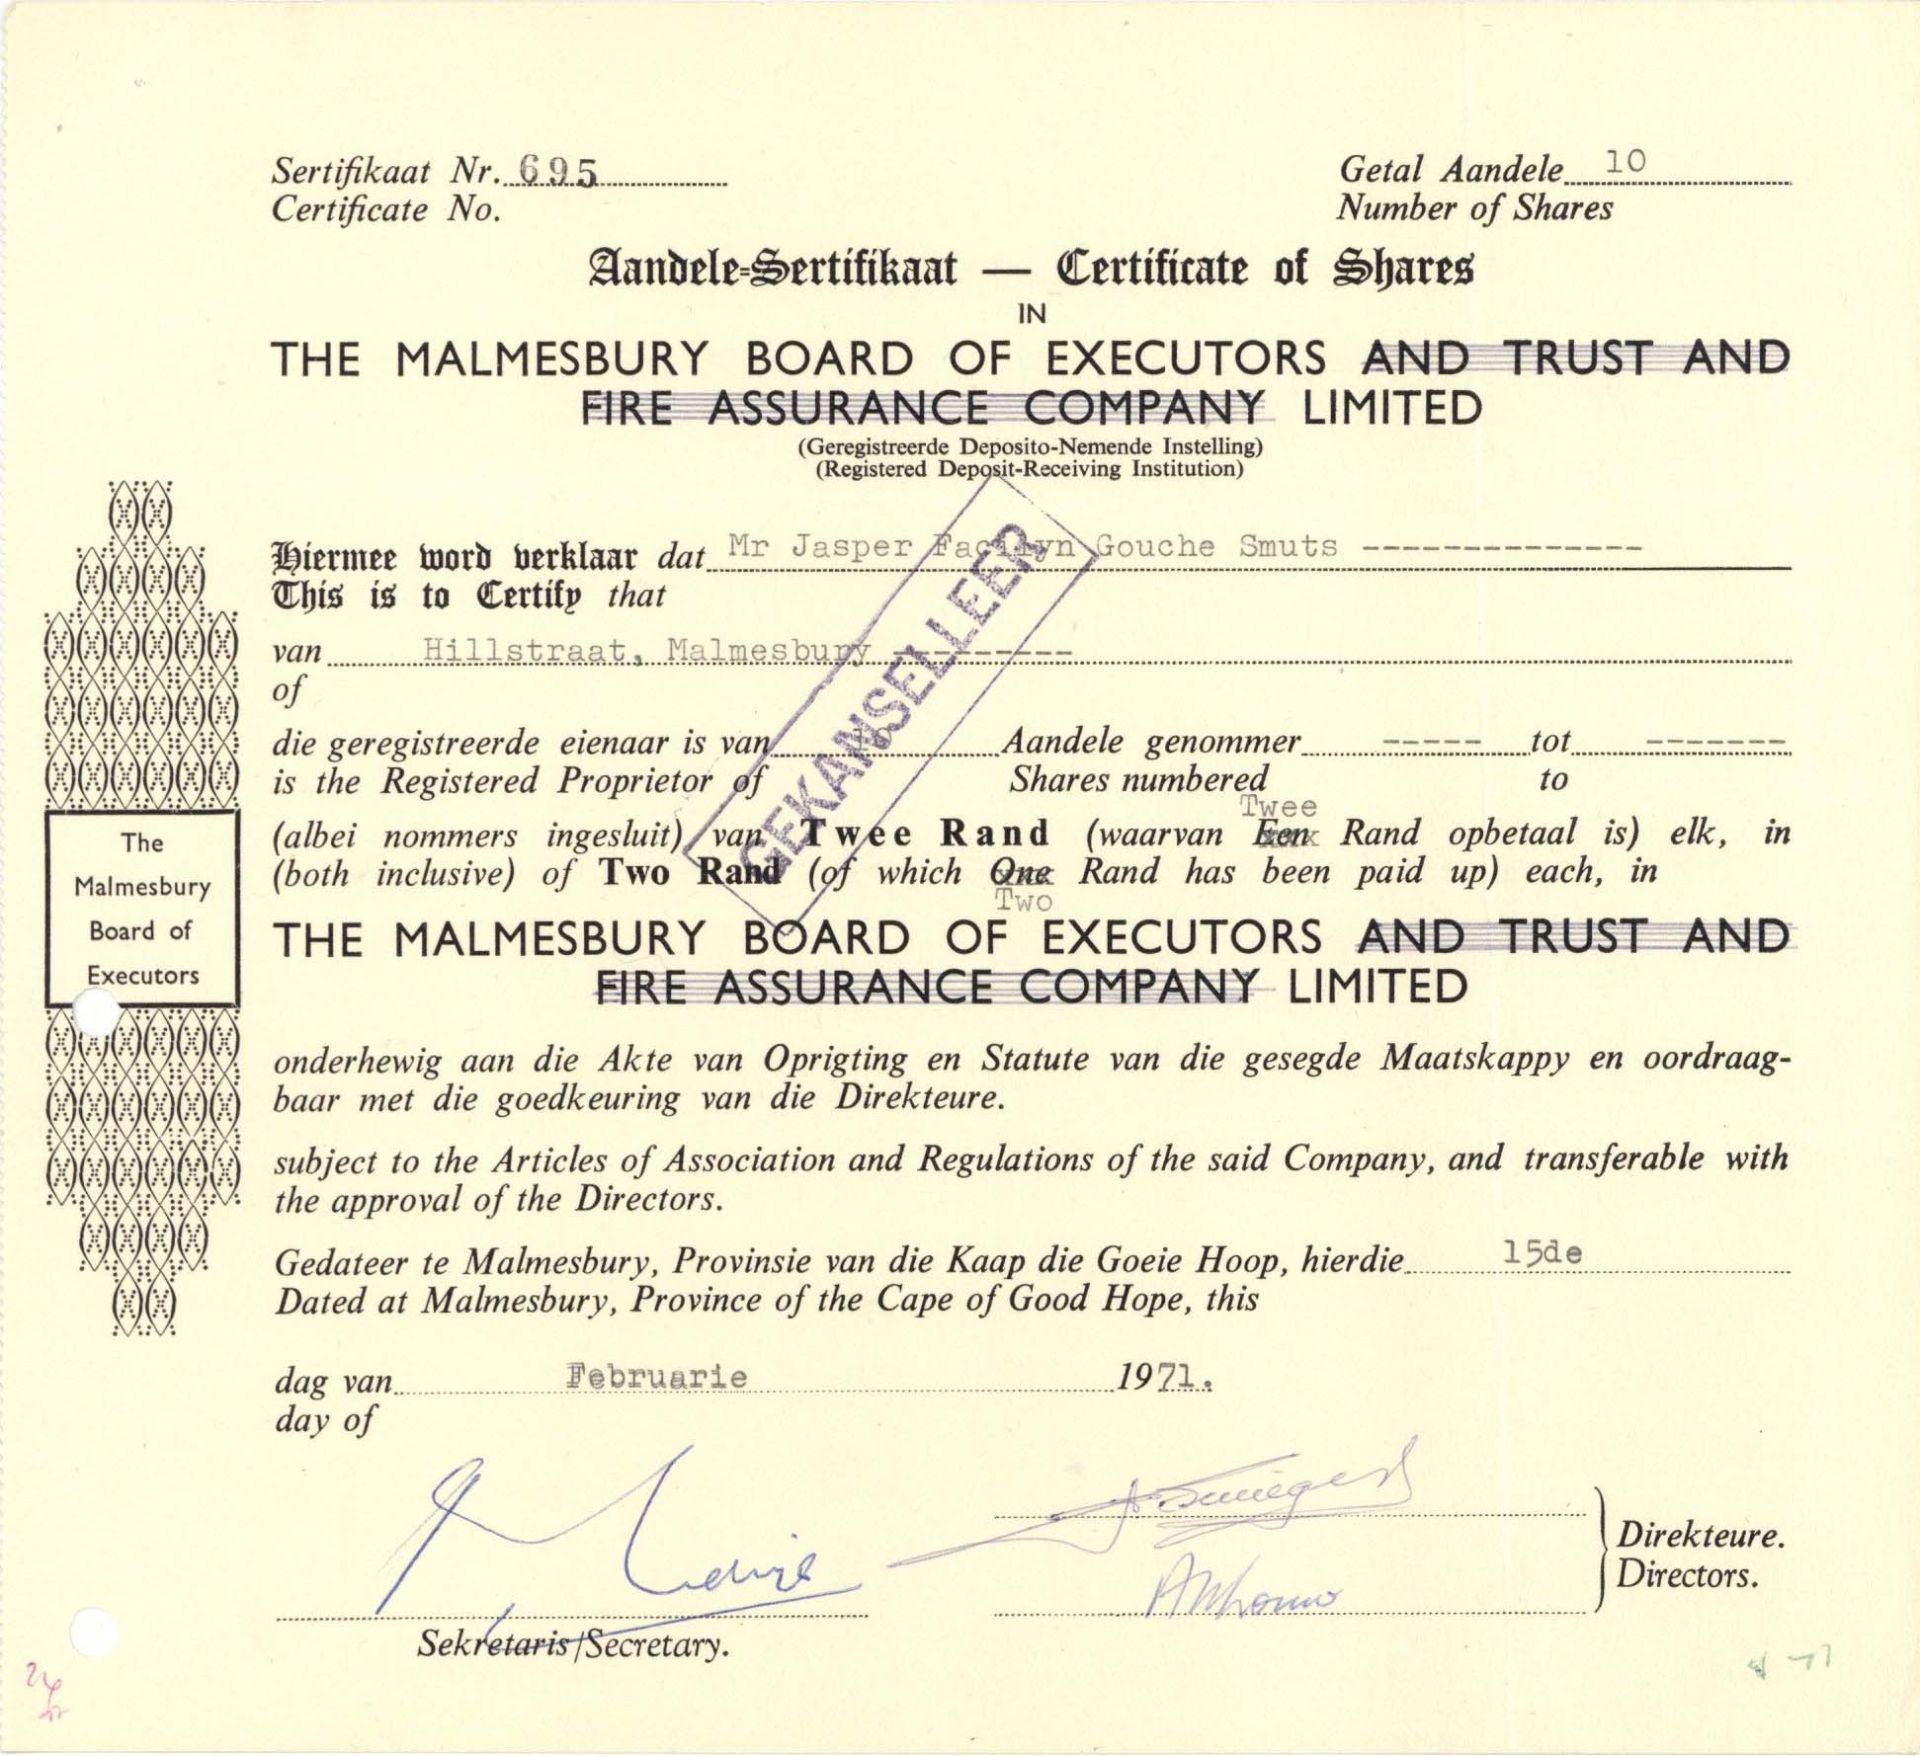 Sertifikaat Nr. 695
Certificate No.
Getal Aandele 10
Number of Shares
Aandele-Sertifikaat — Certificate of Shares
IN
THE MALMESBURY BOARD OF EXECUTORS AND TRUST AND
FIRE ASSURANCE COMPANY LIMITED
(Geregistreerde Deposito-Nemende Instelling)
(Registered Deposit-Receiving Institution)
Hiermee word verklaar dat Mr Jasper Gouche Smuts --------------
This is to Certify that
van Hillstraat, Malmesbury ---------
of
die geregistreerde eienaar is van Aandele genommer ----- tot -------
is the Registered Proprietor of Shares numbered to
Twee
(albei nommers ingesluit) van Twee Rand (waarvan Een Rand opbetaal is) elk, in
(both inclusive) of Two Rand (of which One Rand has been paid up) each, in
Two
GEKANSELLEER
THE MALMESBURY BOARD OF EXECUTORS AND TRUST AND
FIRE ASSURANCE COMPANY LIMITED
The
Malmesbury
Board of
Executors
onderhewig aan die Akte van Oprigting en Statute van die gesegde Maatskappy en oordraag-
baar met die goedkeuring van die Direkteure.
subject to the Articles of Association and Regulations of the said Company, and transferable with
the approval of the Directors.
Gedateer te Malmesbury, Provinsie van die Kaap die Goeie Hoop, hierdie 15de
Dated at Malmesbury, Province of the Cape of Good Hope, this
dag van Februarie 1971.
day of
Direkteure.
Directors.
Sekretaris/Secretary.